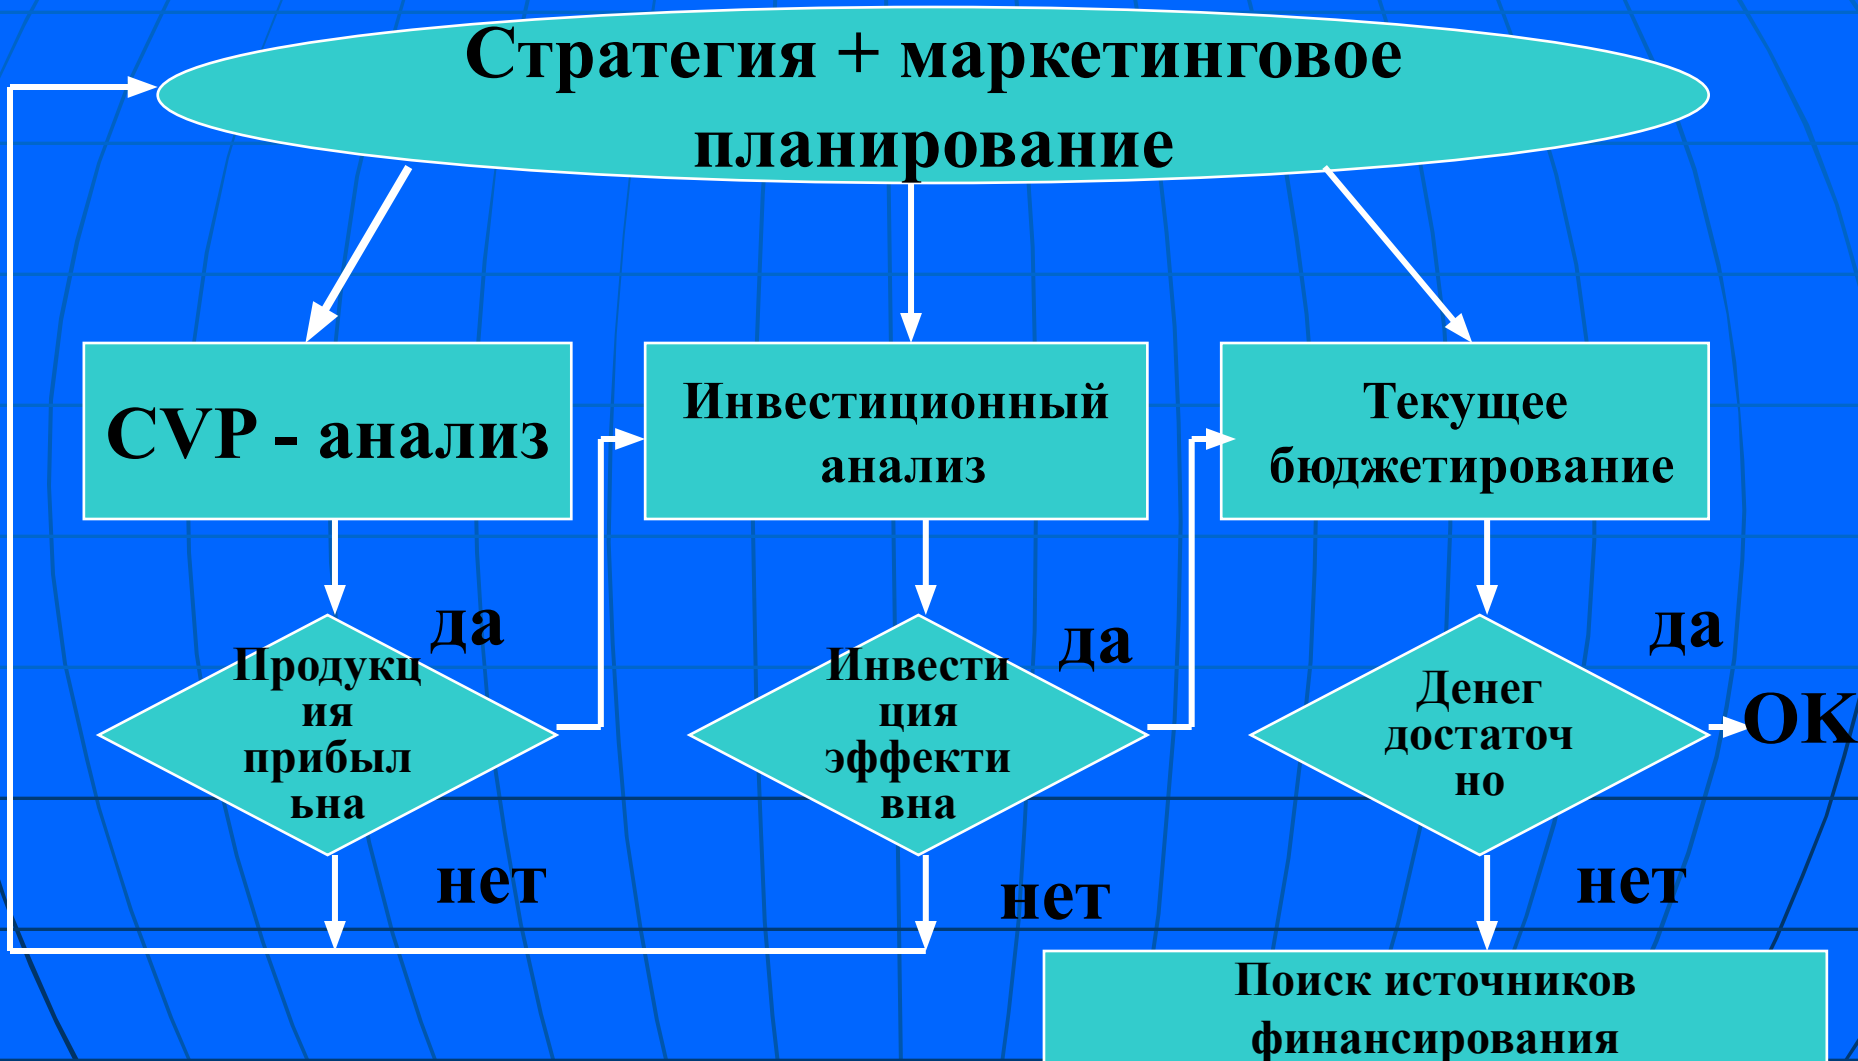 Стратегия + маркетинговое
планирование
CVP - анализ
Инвестиционный
анализ
Текущее
бюджетирование
да
да
да
Продукц
ия
прибыл
ьна
Инвести
ция
эффекти
вна
Денег
достаточ
но
OK
нет
нет
нет
Поиск источников
финансирования